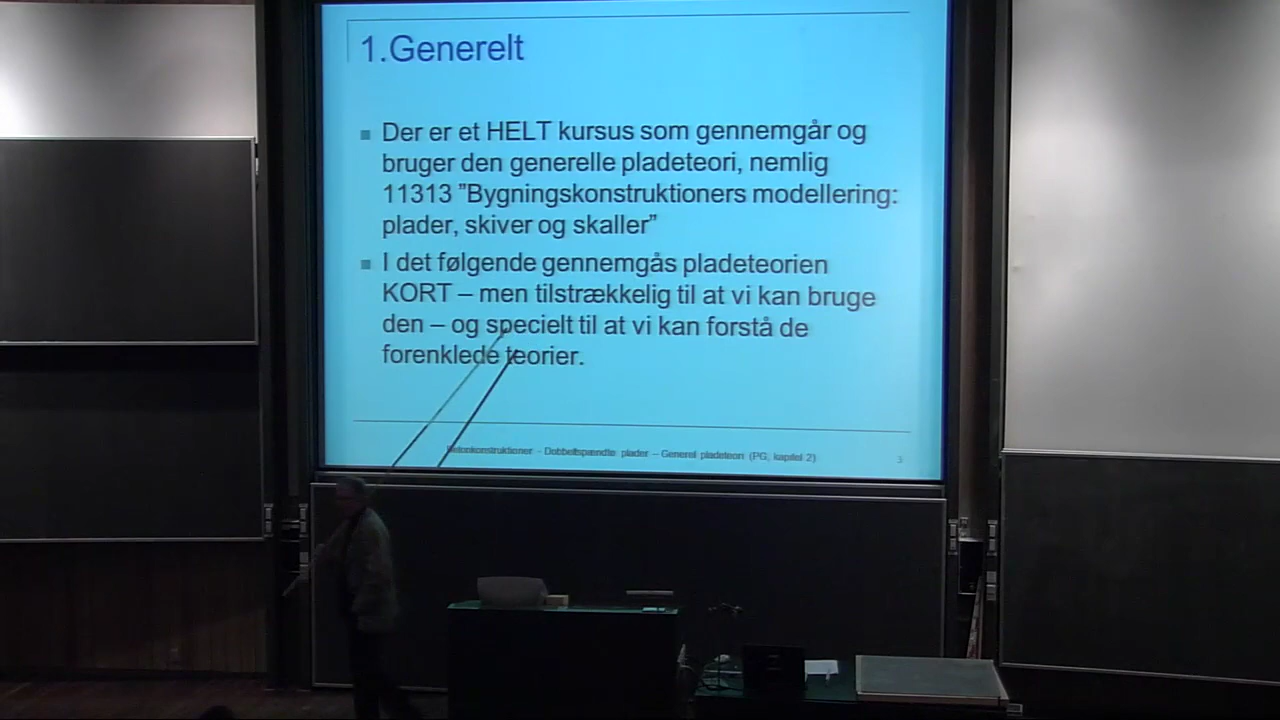 1.Generelt
Der er et HELT kursus som gennemgår og
bruger den generelle pladeteori, nemlig
11313 ”Bygningskonstruktioners modellering:
plader, skiver og skaller”
I det følgende gennemgås pladeteorien
KORT – men tilstrækkelig til at vi kan bruge
den – og specielt til at vi kan forstå de
forenklede teorier.
Betonkonstruktioner - Dobbeltspændte plader – Generel pladeteori (PG, kapitel 2)
3